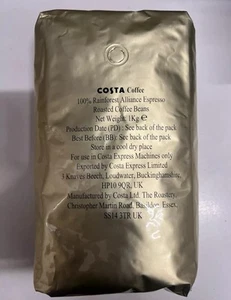 COSTA Coffee
100% Rainforest Alliance Espresso
Roasted Coffee Beans
Net Weight: 1Kg ℮
Production Date (PD): See back of the pack
Best Before (BB): See back of the pack
Store in a cool dry place
For use in Costa Express Machines only
Exported by Costa Express Limited
3 Knaves Beech, Loudwater, Buckinghamshire,
HP10 9QR, UK
Manufactured by Costa Ltd. The Roastery,
Christopher Martin Road, Basildon, Essex.
SS14 3TR UK